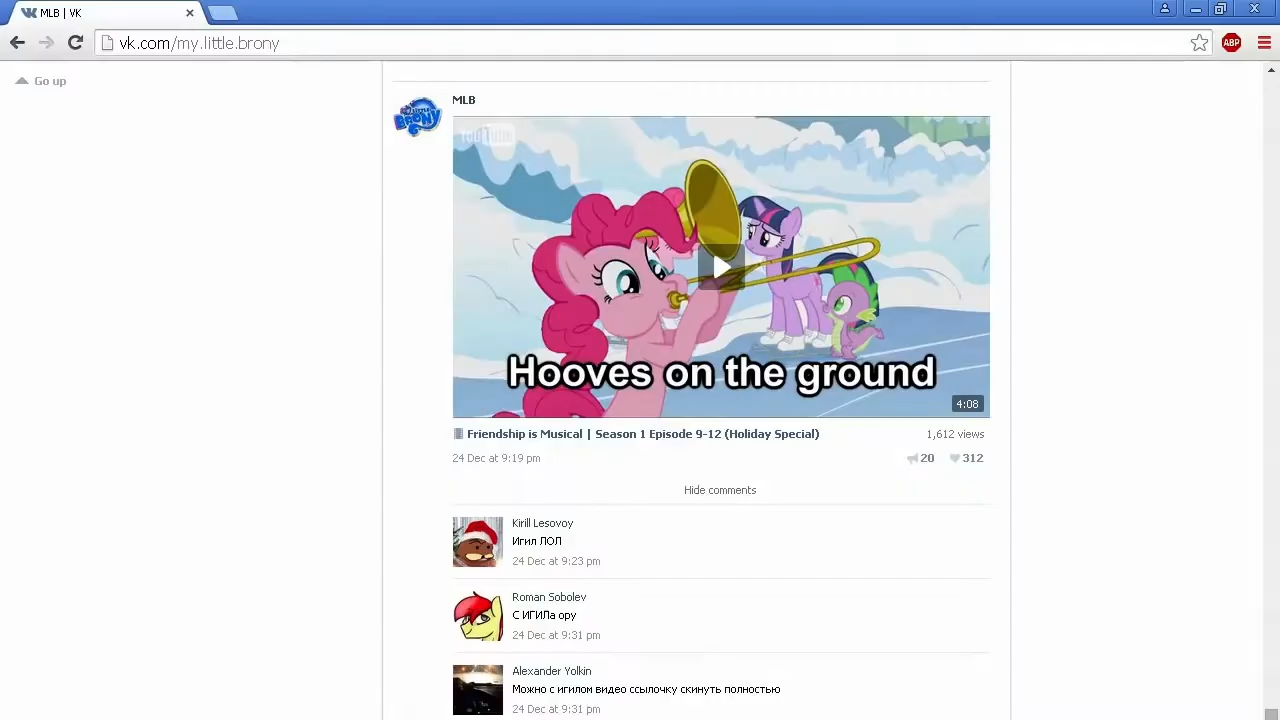 MLB | VK
vk.com/my.little.brony
ABP
Go up
MLB
BRONY
YouTube
Hooves on the ground
4:08
Friendship is Musical | Season 1 Episode 9-12 (Holiday Special)
1,612 views
24 Dec at 9:19 pm
20
312
Hide comments
Kirill Lesovoy
Игил ЛОЛ
24 Dec at 9:23 pm
Roman Sobolev
С ИГИЛа ору
24 Dec at 9:31 pm
Alexander Yolkin
Можно с игилом видео ссылочку скинуть полностью
24 Dec at 9:31 pm